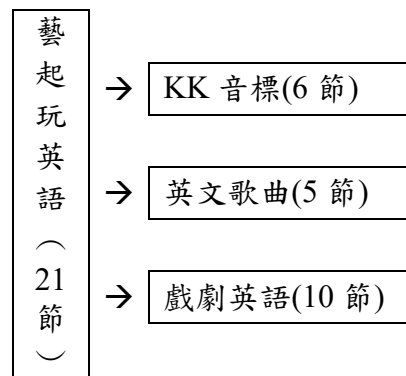 藝起玩英語（21節）
→ KK 音標(6 節)
→ 英文歌曲(5 節)
→ 戲劇英語(10 節)